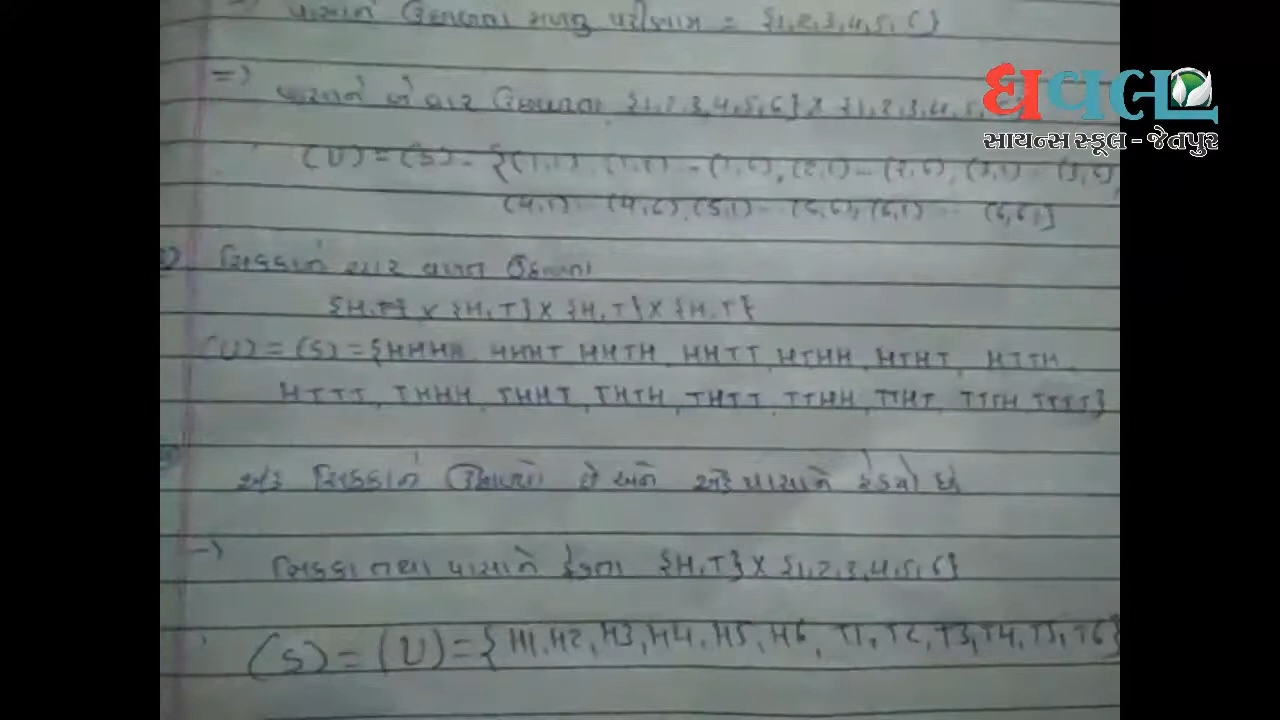 => પાસાને ઉછાળતા મળતુ પરીણામ = {1,2,3,4,5,6}
=> પાસાને બે વાર ઉછાળતા {1,2,3,4,5,6} x {1,2,3,4,5,6}
ધવલ
સાયન્સ સ્કૂલ - જેતપુર
(U) = (S) = {(1,1), (1,2) - (1,6), (2,1) -- (2,6), (3,1) - (3,6),
(4,1) - (4,6), (5,1) - (5,6), (6,1) -- (6,6)}
સિક્કાને ચાર વખત ઉછાળતા
{H,T} x {H,T} x {H,T} x {H,T}
(U) = (S) = {HHHH, HHHT, HHTH, HHTT, HTHH, HTHT, HTTH,
HTTT, THHH, THHT, THTH, THTT, TTHH, TTHT, TTTH, TTTT}
એક સિક્કાને ઉછાળ્યો છે અને એક પાસાને ફેંક્યો છે
-> સિક્કા તથા પાસાને ફેંકતા {H,T} x {1,2,3,4,5,6}
(S) = (U) = {H1, H2, H3, H4, H5, H6, T1, T2, T3, T4, T5, T6}